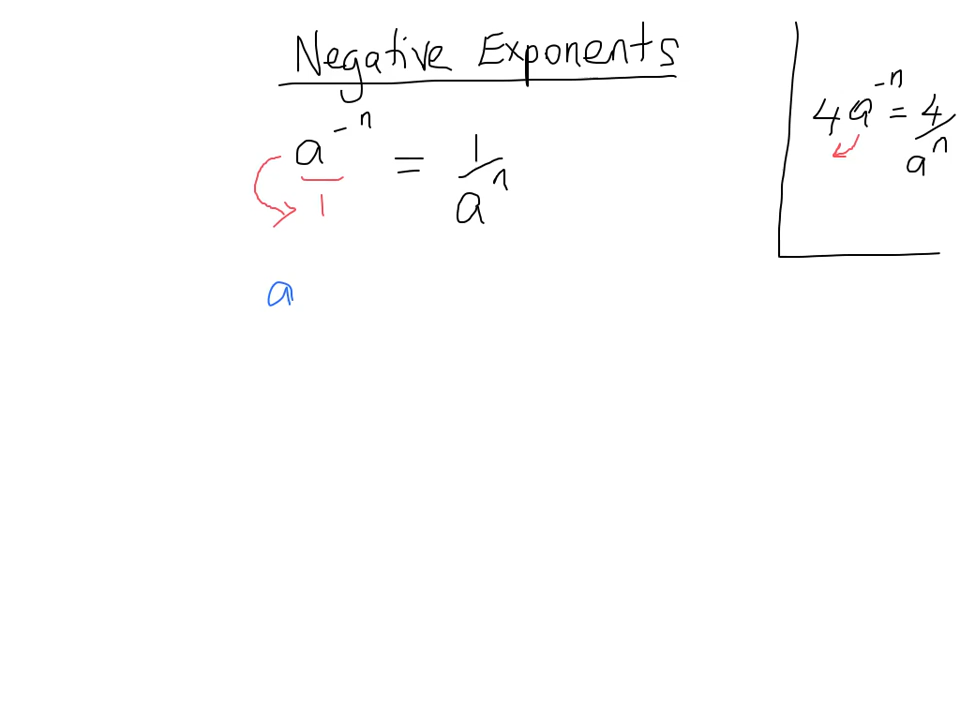 Negative Exponents
a^{-n} = 1/a^n
1
4a^{-n} = 4/a^n
a